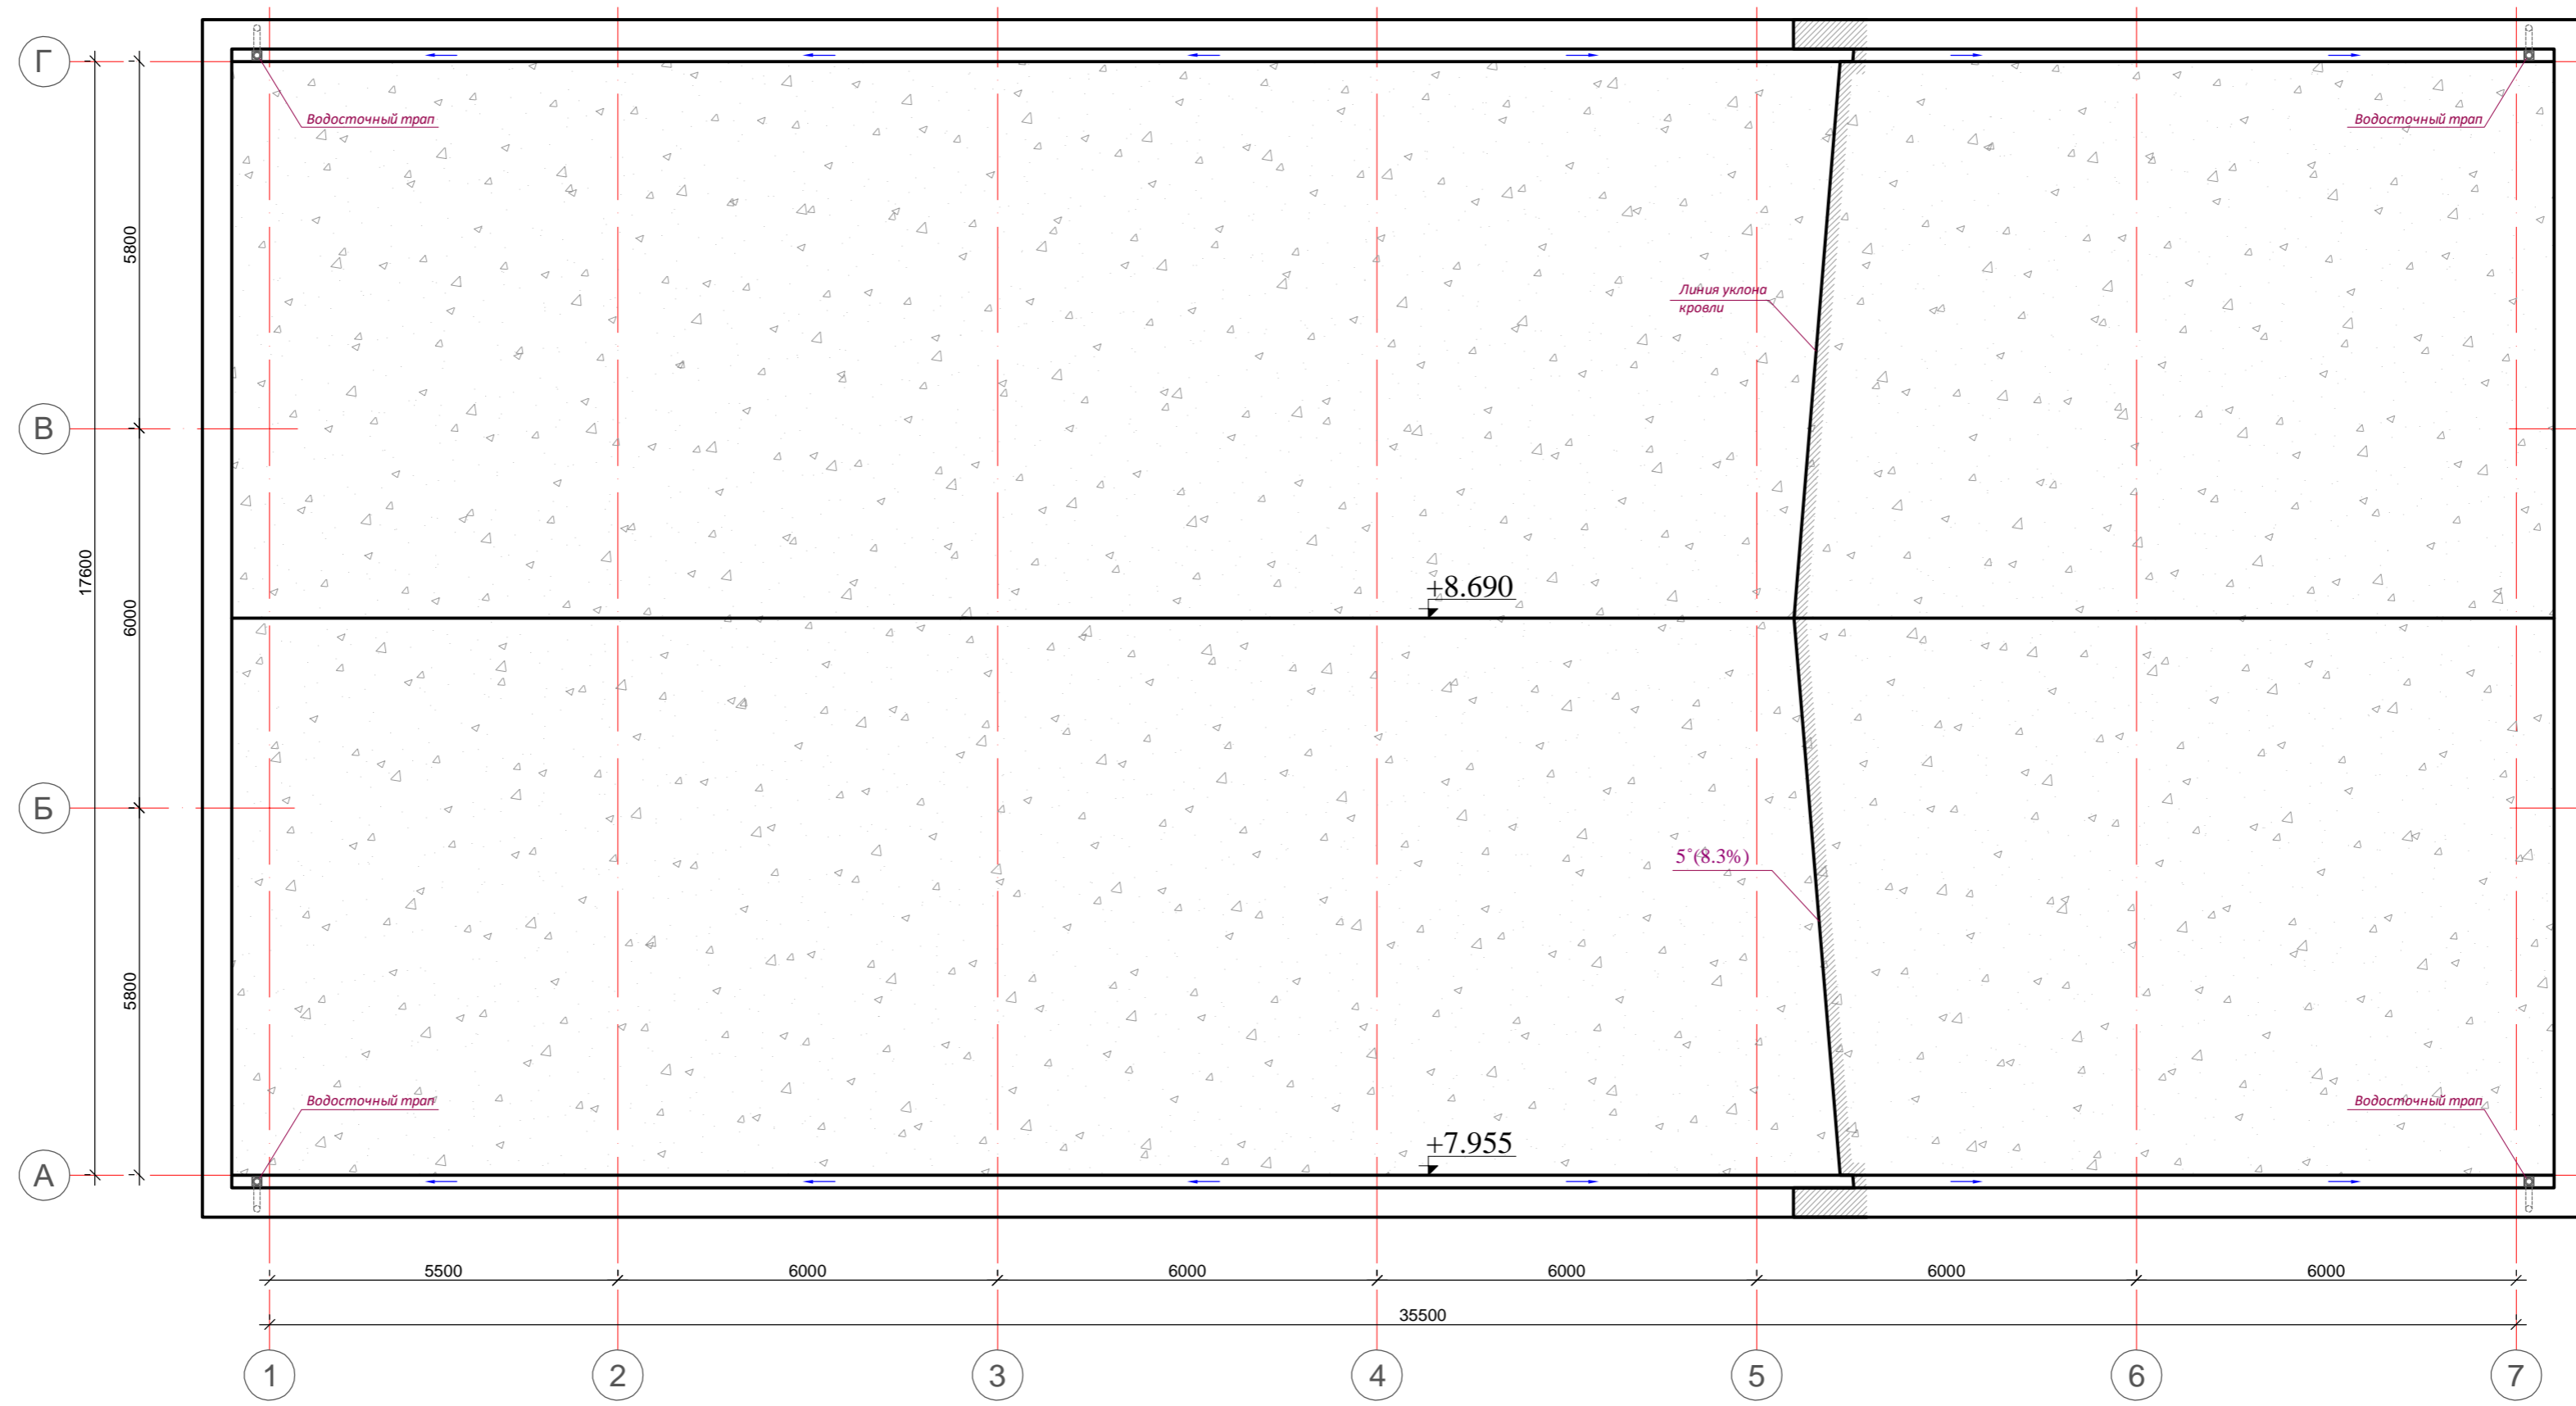 Г
Водосточный трап
Водосточный трап
5800
Линия уклона
кровли
В
17600
+8.690
6000
Б
5°(8.3%)
5800
Водосточный трап
Водосточный трап
+7.955
А
5500
6000
6000
6000
6000
6000
35500
1
2
3
4
5
6
7